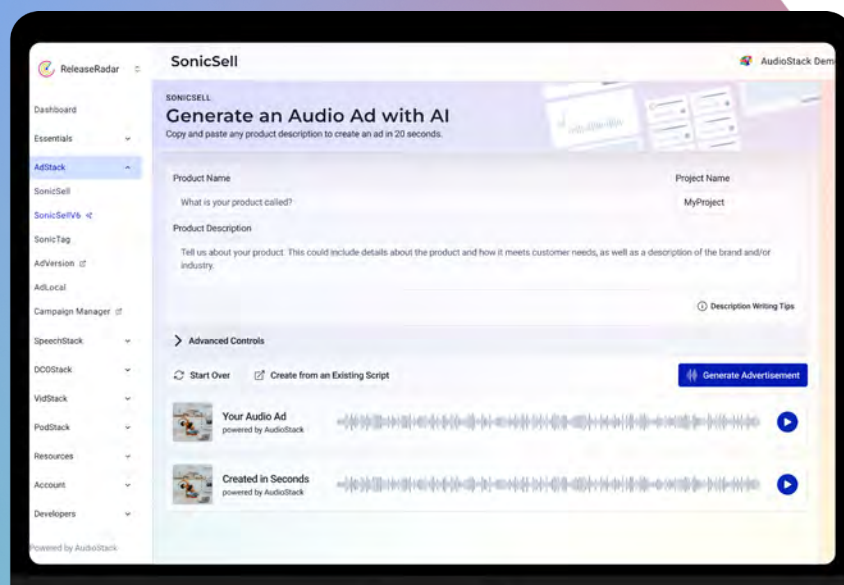 ReleaseRadar
SonicSell
AudioStack Dem
Dashboard
Essentials
AdStack
SonicSell
SonicSellV6
SonicTag
AdVersion
AdLocal
Campaign Manager
SpeechStack
DCOStack
VidStack
PodStack
Resources
Account
Developers
Powered by AudioStack
SONICSELL
Generate an Audio Ad with AI
Copy and paste any product description to create an ad in 20 seconds.
Product Name
Project Name
What is your product called?
MyProject
Product Description
Tell us about your product. This could include details about the product and how it meets customer needs, as well as a description of the brand and/or
industry.
Description Writing Tips
Advanced Controls
Start Over
Create from an Existing Script
Generate Advertisement
Your Audio Ad
powered by AudioStack
Created in Seconds
powered by AudioStack